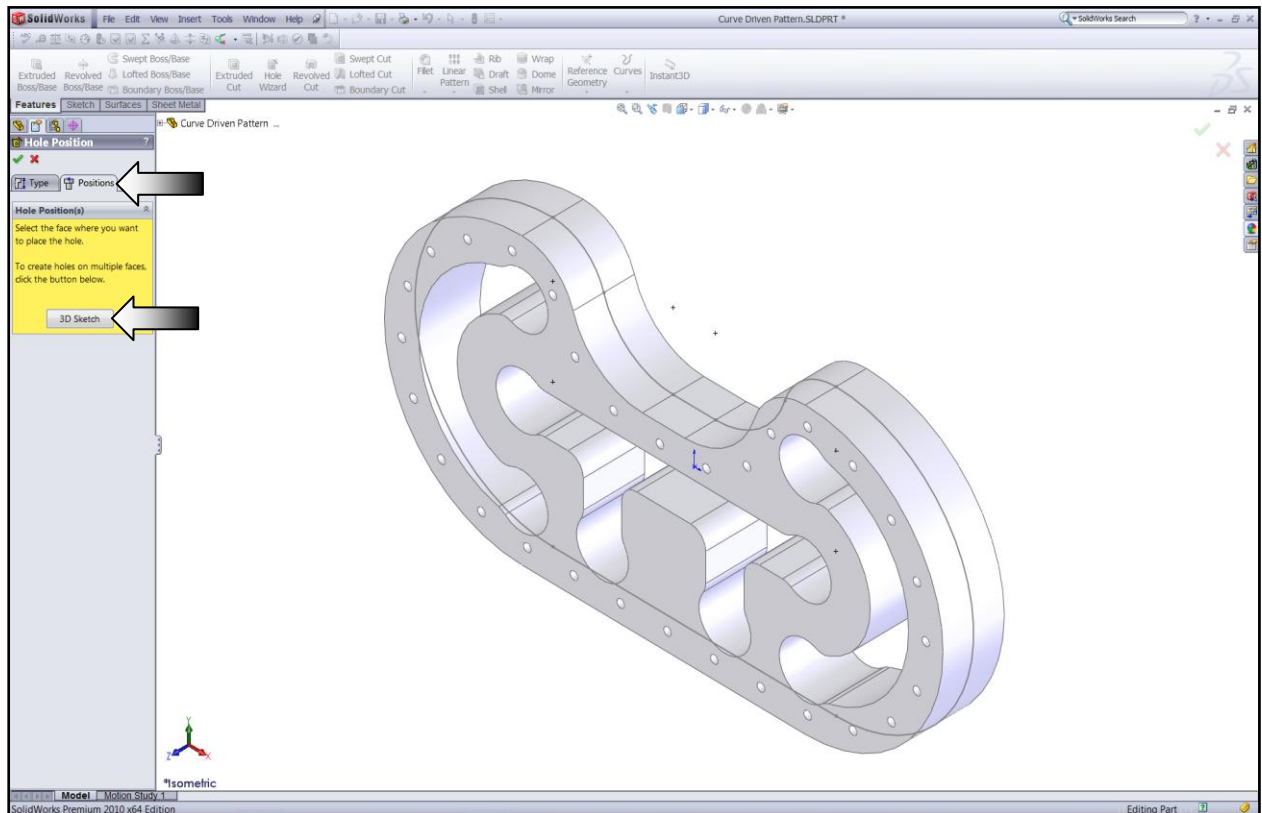 SolidWorks File Edit View Insert Tools Window Help
Curve Driven Pattern.SLDPRT *
SolidWorks Search
Extruded Boss/Base
Revolved Boss/Base
Swept Boss/Base
Lofted Boss/Base
Boundary Boss/Base
Extruded Cut
Hole Wizard
Revolved Cut
Swept Cut
Lofted Cut
Boundary Cut
Fillet
Linear Pattern
Rib
Draft
Shell
Wrap
Dome
Mirror
Reference Geometry
Curves
Instant3D
Features Sketch Surfaces Sheet Metal
Curve Driven Pattern ...
Hole Position ?
Type Positions
Hole Position(s)
Select the face where you want
to place the hole.
To create holes on multiple faces,
click the button below.
3D Sketch
Y
Z X
*Isometric
Model Motion Study 1
SolidWorks Premium 2010 x64 Edition
Editing Part